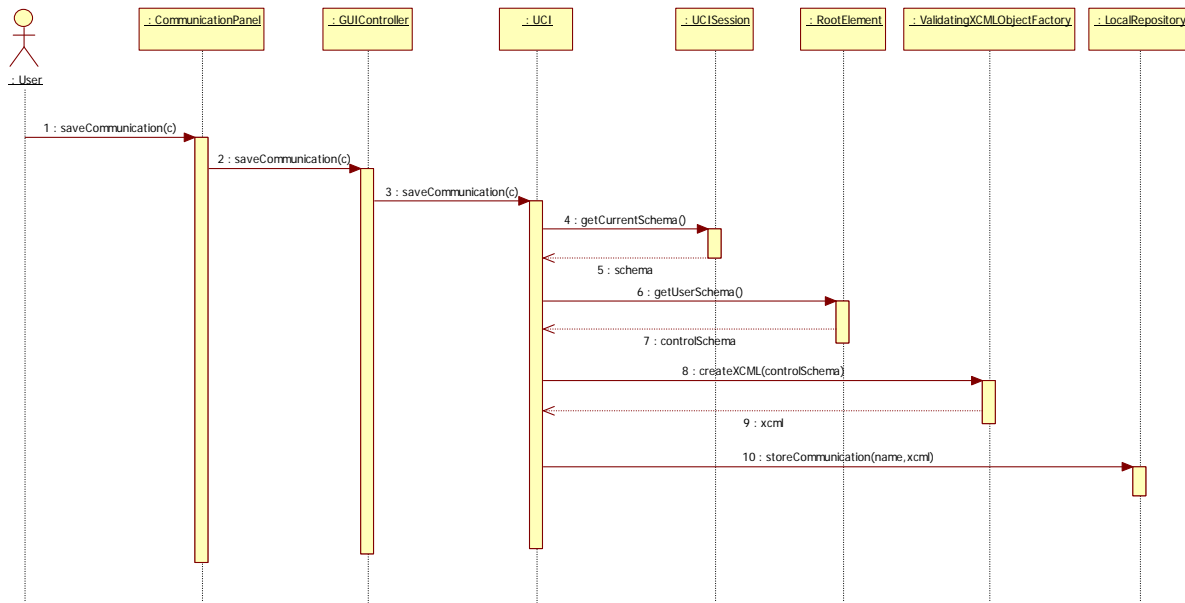 : CommunicationPanel
: GUIController
: UCI
: UCISession
: RootElement
: ValidatingXCMLObjectFactory
: LocalRepository
: User
1 : saveCommunication(c)
2 : saveCommunication(c)
3 : saveCommunication(c)
4 : getCurrentSchema()
5 : schema
6 : getUserSchema()
7 : controlSchema
8 : createXCML(controlSchema)
9 : xcml
10 : storeCommunication(name,xcml)